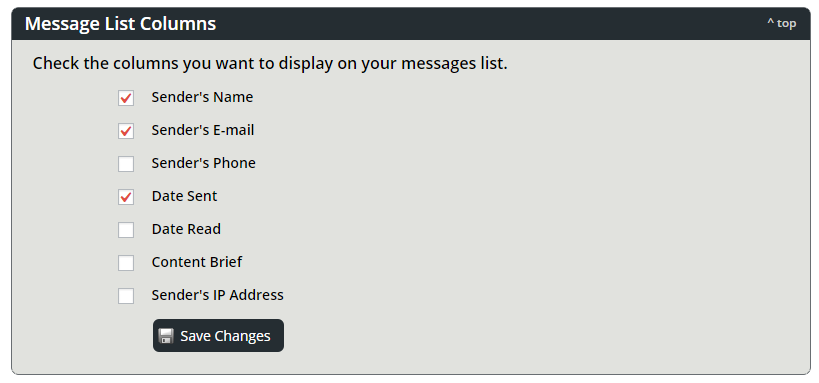 Message List Columns
^ top
Check the columns you want to display on your messages list.
Sender's Name
Sender's E-mail
Sender's Phone
Date Sent
Date Read
Content Brief
Sender's IP Address
Save Changes